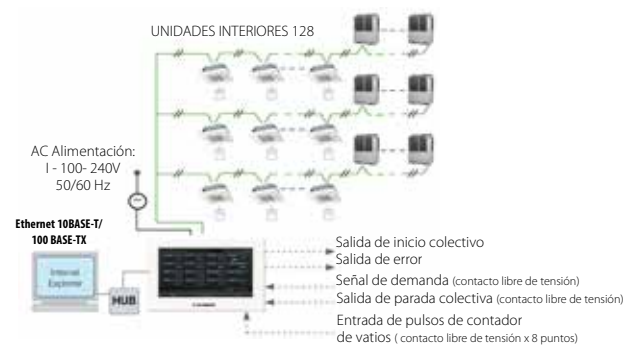 UNIDADES INTERIORES 128
AC Alimentación:
I - 100- 240V
50/60 Hz
Ethernet 10BASE-T/
100 BASE-TX
Internet
Explorer
HUB
Salida de inicio colectivo
Salida de error
Señal de demanda (contacto libre de tensión)
Salida de parada colectiva (contacto libre de tensión)
Entrada de pulsos de contador
de vatios ( contacto libre de tensión x 8 puntos)